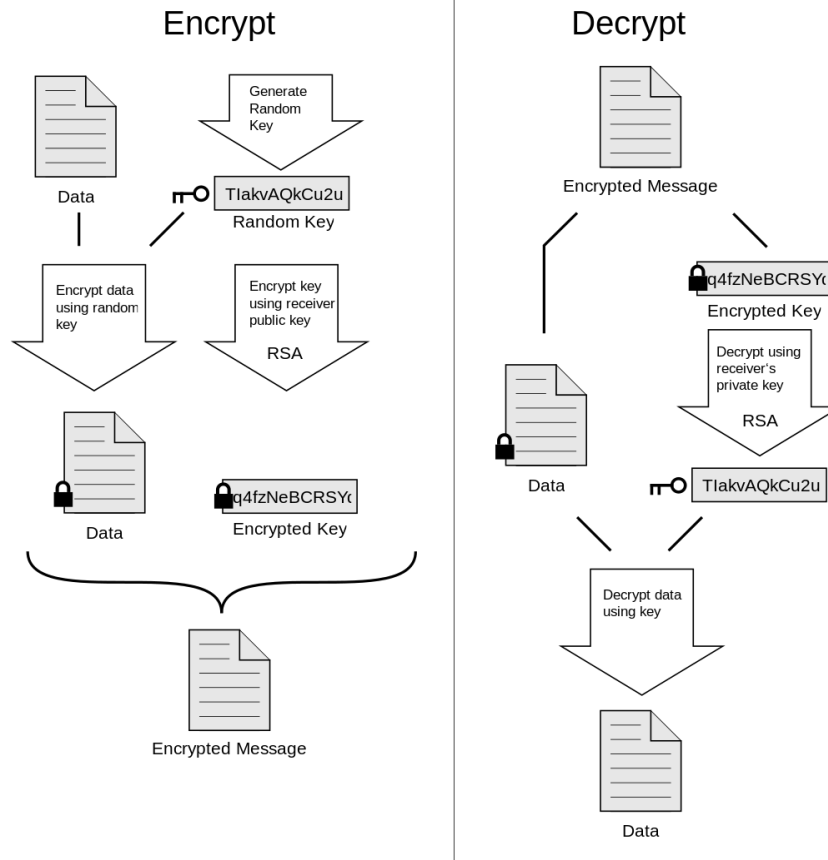 Encrypt
Generate
Random
Key
Data
TIakvAQkCu2u
Random Key
Encrypt data
using random
key
Encrypt key
using receiver
public key
RSA
Data
q4fzNeBCRSYc
Encrypted Key
Encrypted Message
Decrypt
Encrypted Message
q4fzNeBCRSYc
Encrypted Key
Decrypt using
receiver's
private key
RSA
Data
TIakvAQkCu2u
Decrypt data
using key
Data